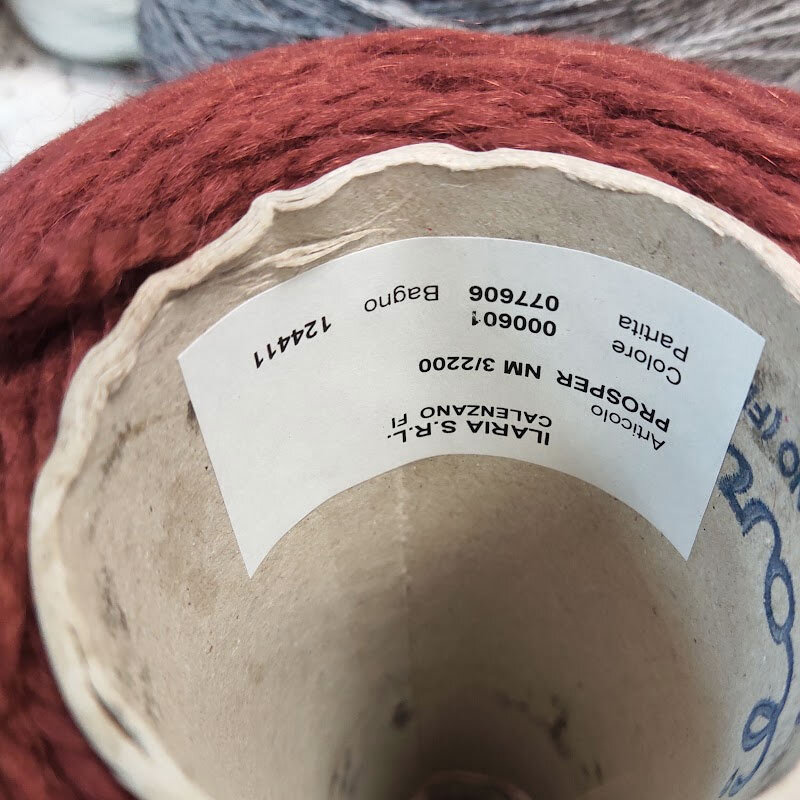 ILARIA S.R.L.
CALENZANO FI
Articolo
PROSPER NM 3/2200
Colore 000601
Partita 077606 Bagno 124411